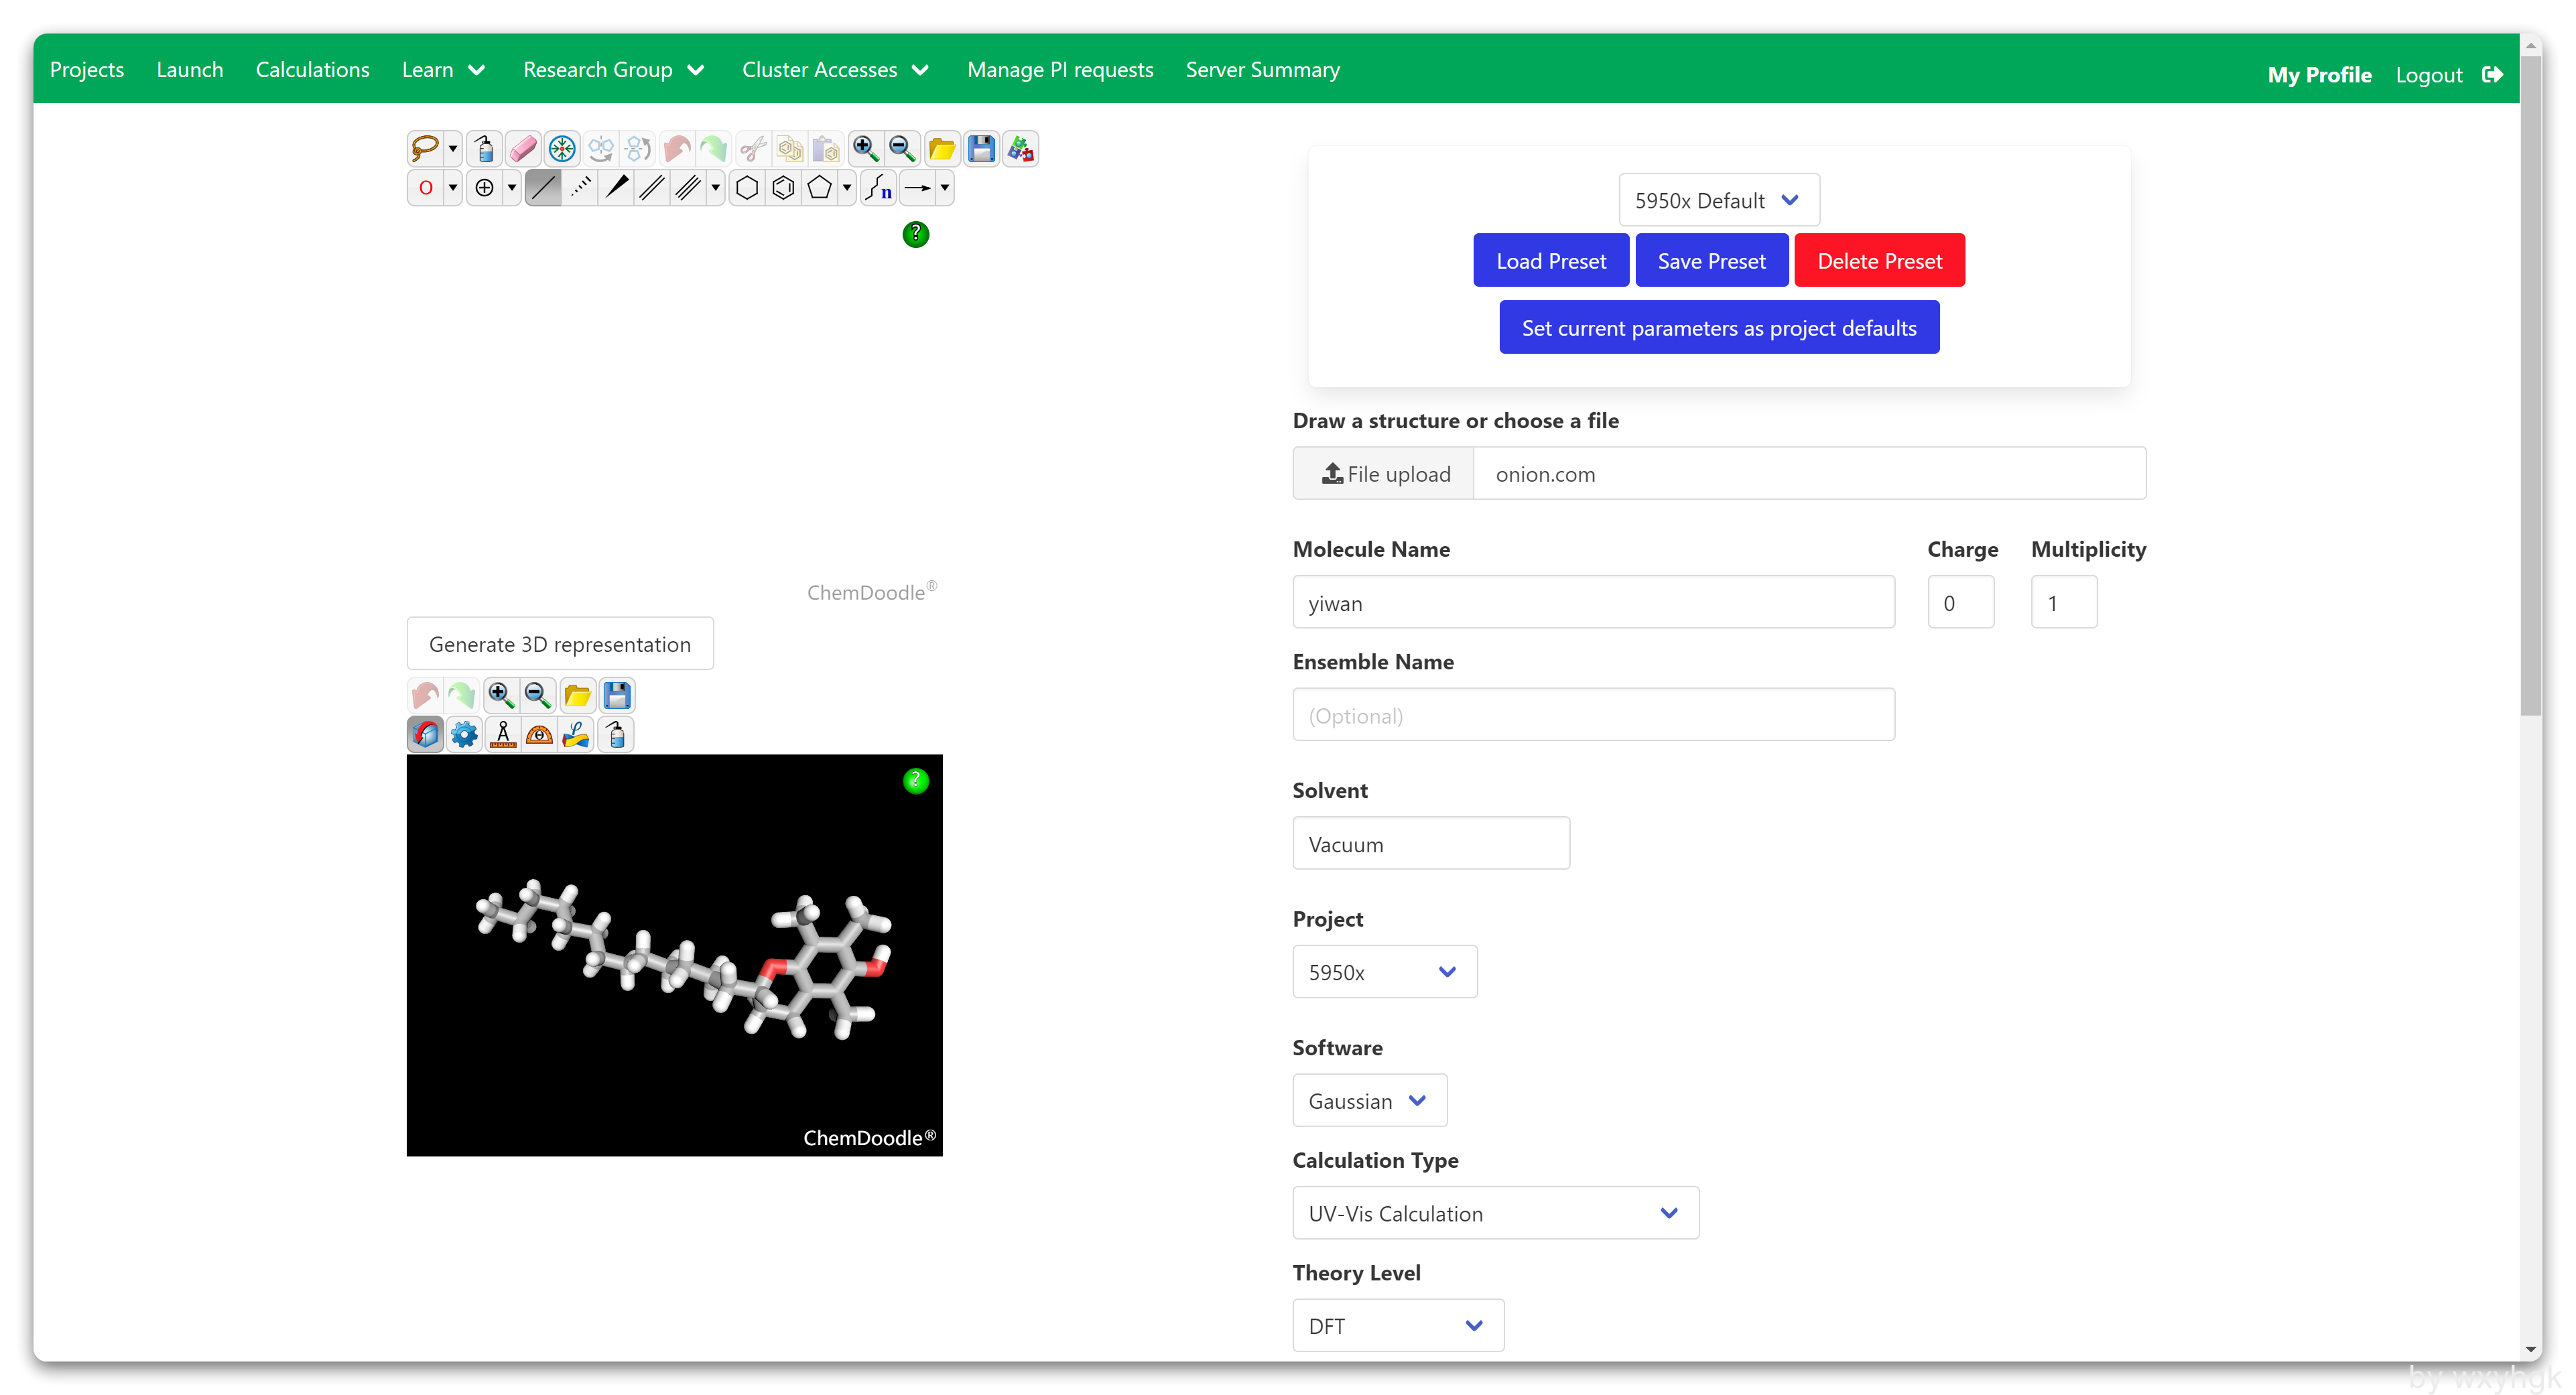 Projects Launch Calculations Learn Research Group Cluster Accesses Manage PI requests Server Summary My Profile Logout
O n
?
5950x Default
Load Preset Save Preset Delete Preset
Set current parameters as project defaults
Draw a structure or choose a file
File upload onion.com
Molecule Name Charge Multiplicity
yiwan 0 1
ChemDoodle®
Generate 3D representation
Ensemble Name
(Optional)
?
Solvent
Vacuum
Project
5950x
Software
Gaussian
ChemDoodle®
Calculation Type
UV-Vis Calculation
Theory Level
DFT
by wxyhgk